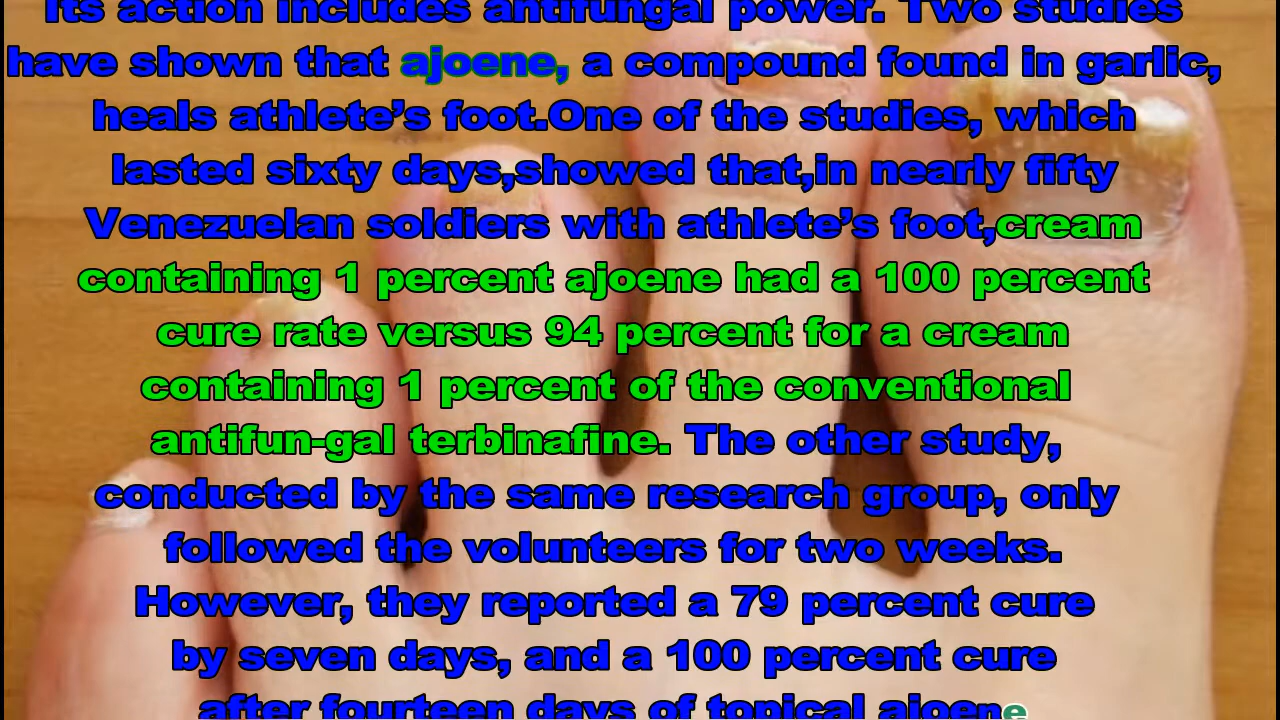 Its action includes antifungal power. Two studies
have shown that ajoene, a compound found in garlic,
heals athlete’s foot.One of the studies, which
lasted sixty days,showed that,in nearly fifty
Venezuelan soldiers with athlete’s foot,cream
containing 1 percent ajoene had a 100 percent
cure rate versus 94 percent for a cream
containing 1 percent of the conventional
antifun-gal terbinafine. The other study,
conducted by the same research group, only
followed the volunteers for two weeks.
However, they reported a 79 percent cure
by seven days, and a 100 percent cure
after fourteen days of topical ajoene